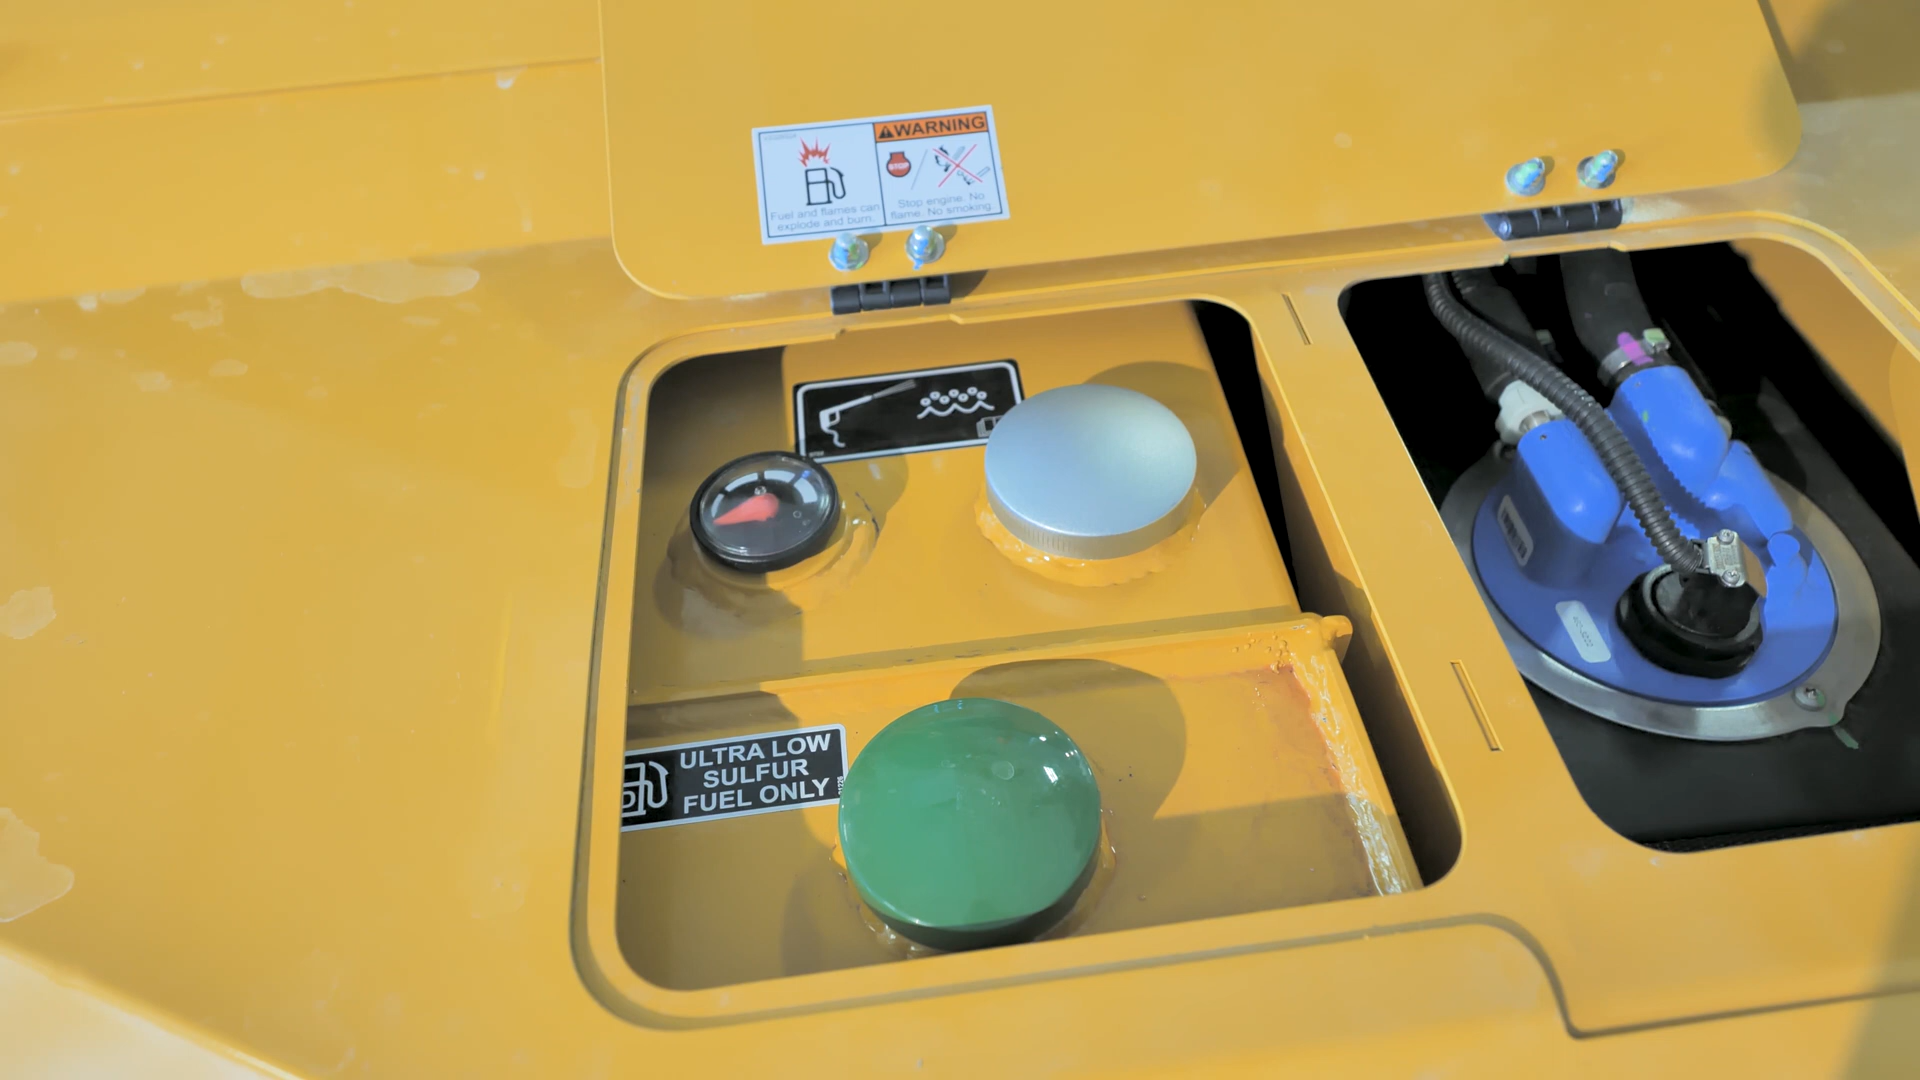 WARNING
STOP
Fuel and flames can
explode and burn.
Stop engine. No
flame. No smoking.
ULTRA LOW
SULFUR
FUEL ONLY